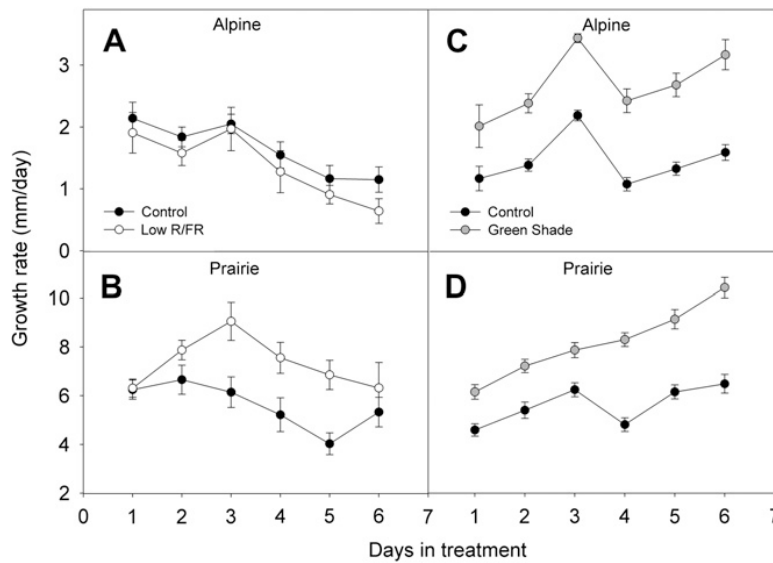 A
Alpine
C
Alpine
3
2
1
0
Control
Low R/FR
Control
Green Shade
Growth rate (mm/day)
B
Prairie
D
Prairie
10
8
6
4
2
0 1 2 3 4 5 6 7 1 2 3 4 5 6 7
Days in treatment